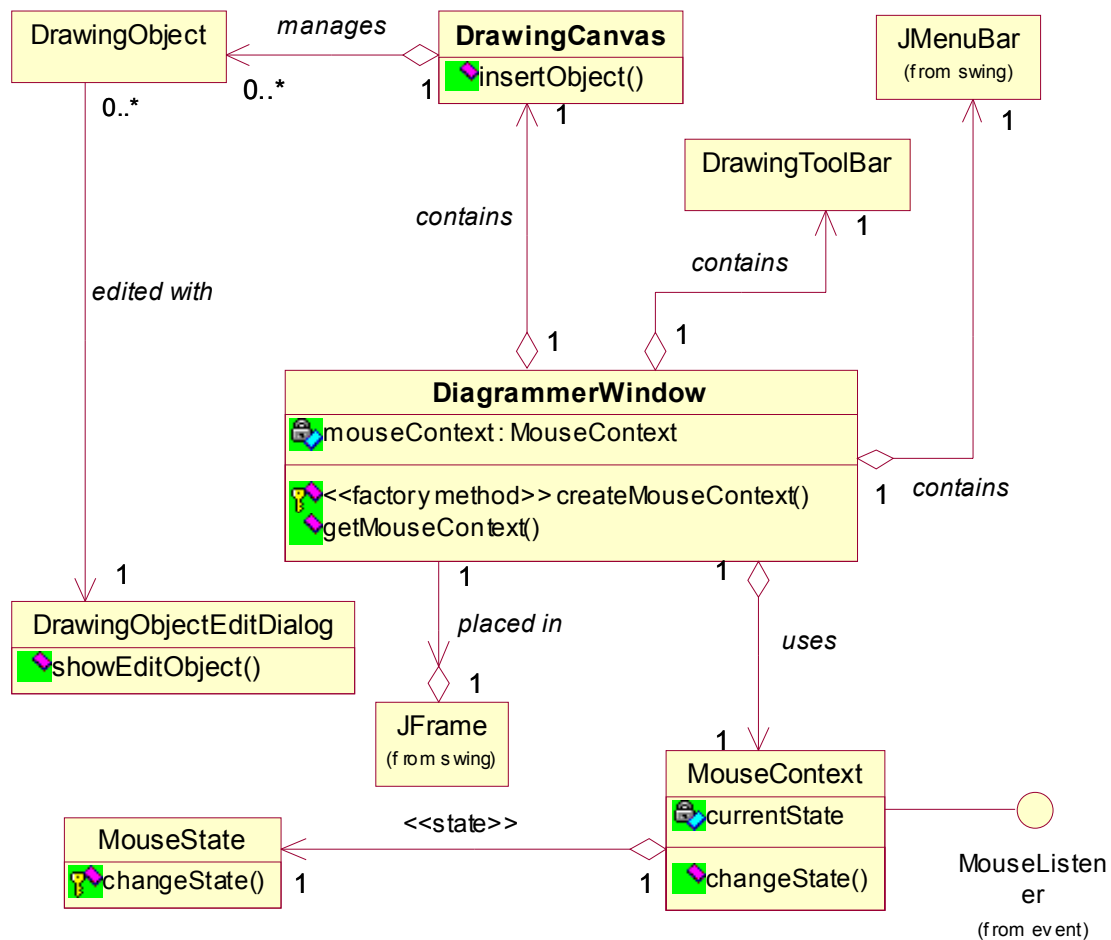 DrawingObject
manages
DrawingCanvas
insertObject()
JMenuBar
(from swing)
0..*
0..*
1
1
1
DrawingToolBar
contains
1
contains
edited with
1
1
DiagrammerWindow
mouseContext : MouseContext
<<factory method>> createMouseContext()
getMouseContext()
1
contains
1
1
1
placed in
uses
DrawingObjectEditDialog
showEditObject()
1
JFrame
(from swing)
1
MouseContext
currentState
changeState()
<<state>>
MouseState
changeState()
1
1
MouseListen
er
(from event)